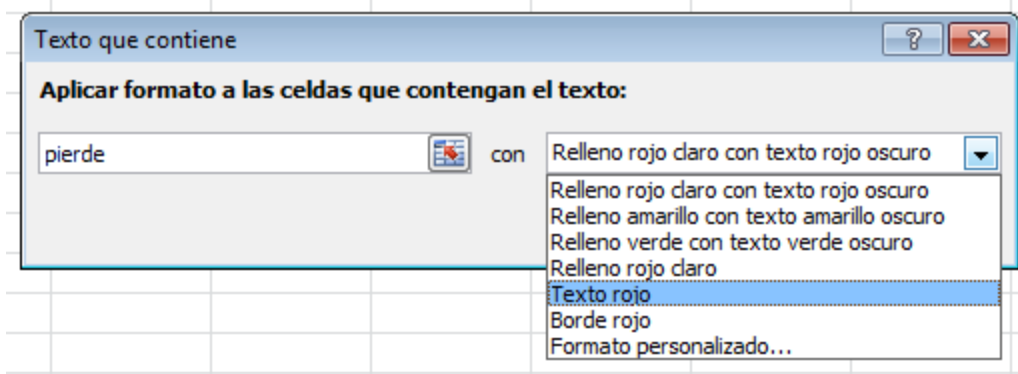 Texto que contiene
Aplicar formato a las celdas que contengan el texto:
pierde con Relleno rojo claro con texto rojo oscuro
Relleno rojo claro con texto rojo oscuro
Relleno amarillo con texto amarillo oscuro
Relleno verde con texto verde oscuro
Relleno rojo claro
Texto rojo
Borde rojo
Formato personalizado...